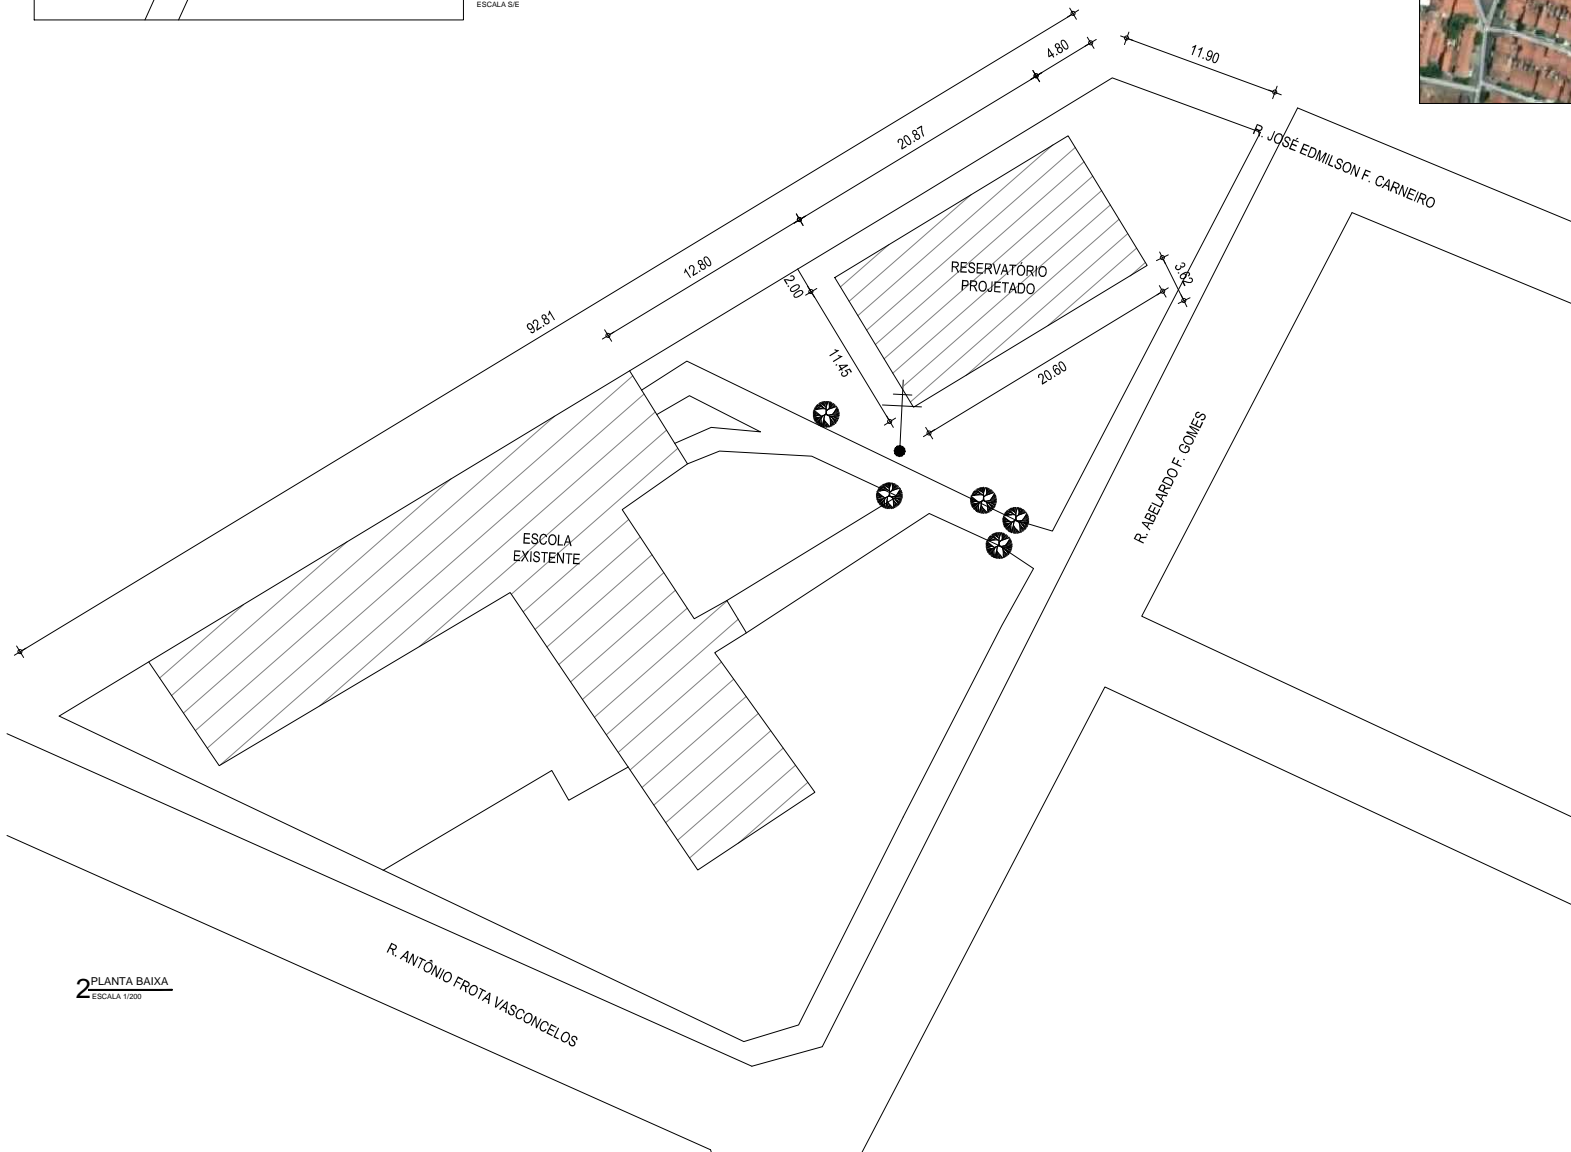 ESCALA S/E
4.80
11.90
20.87
R. JOSÉ EDMILSON F. CARNEIRO
12.80
RESERVATÓRIO
PROJETADO
3.62
2.00
92.81
11.45
20.60
R. ABELARDO F. GOMES
ESCOLA
EXISTENTE
R. ANTÔNIO FROTA VASCONCELOS
2
PLANTA BAIXA
ESCALA 1/200